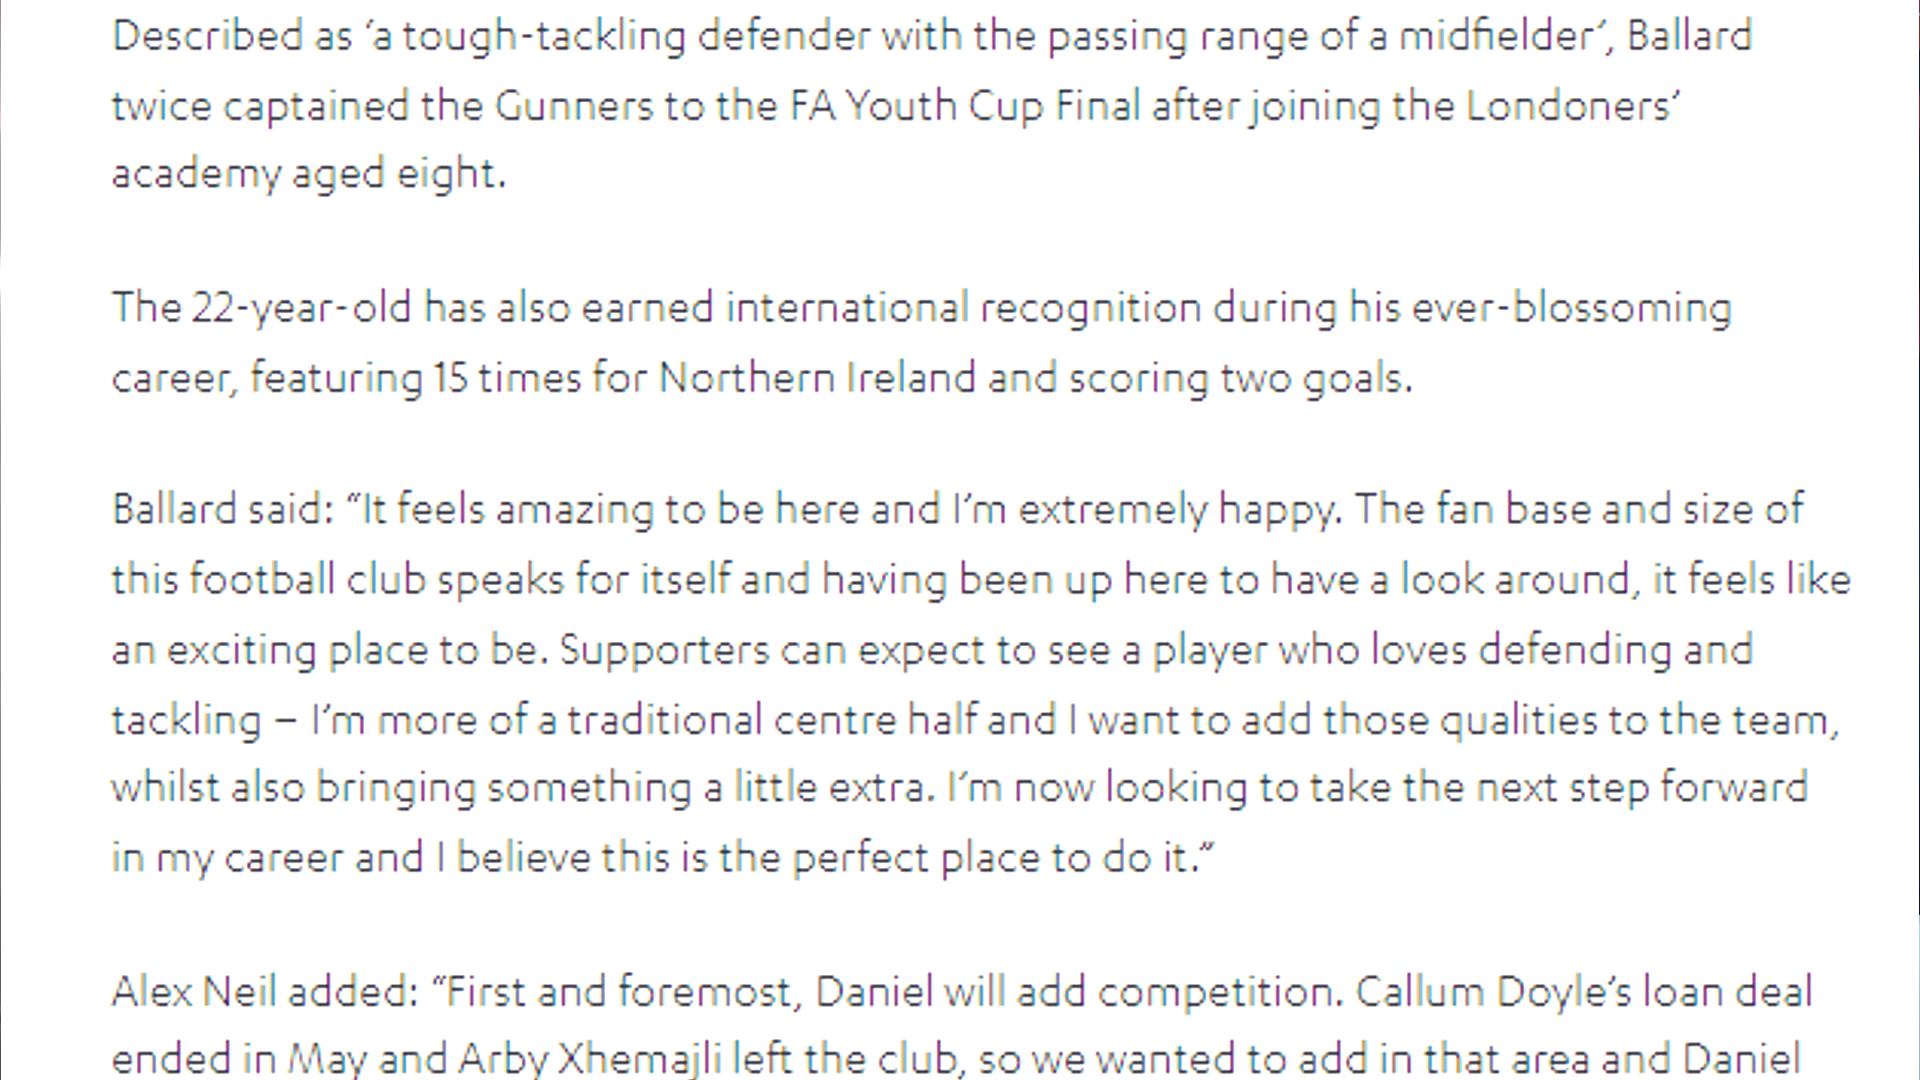 Described as ‘a tough-tackling defender with the passing range of a midfielder’, Ballard
twice captained the Gunners to the FA Youth Cup Final after joining the Londoners’
academy aged eight.
The 22-year-old has also earned international recognition during his ever-blossoming
career, featuring 15 times for Northern Ireland and scoring two goals.
Ballard said: “It feels amazing to be here and I’m extremely happy. The fan base and size of
this football club speaks for itself and having been up here to have a look around, it feels like
an exciting place to be. Supporters can expect to see a player who loves defending and
tackling – I’m more of a traditional centre half and I want to add those qualities to the team,
whilst also bringing something a little extra. I’m now looking to take the next step forward
in my career and I believe this is the perfect place to do it.”
Alex Neil added: “First and foremost, Daniel will add competition. Callum Doyle’s loan deal
ended in May and Arby Xhemajli left the club, so we wanted to add in that area and Daniel